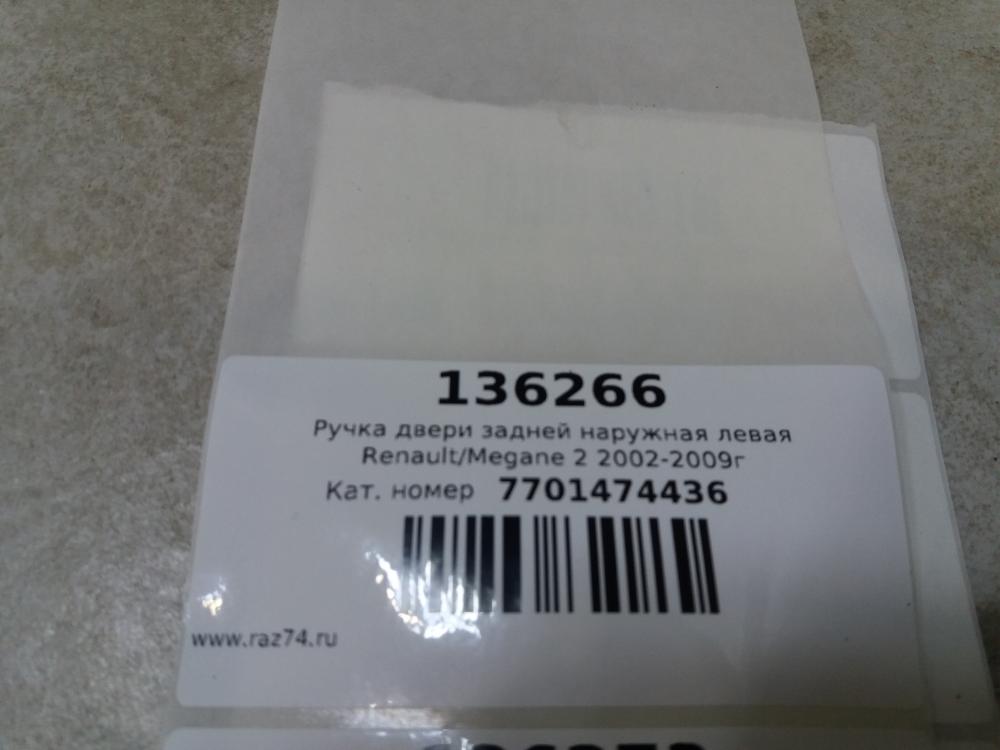 136266
Ручка двери задней наружная левая
Renault/Megane 2 2002-2009г
Кат. номер 7701474436
www.raz74.ru